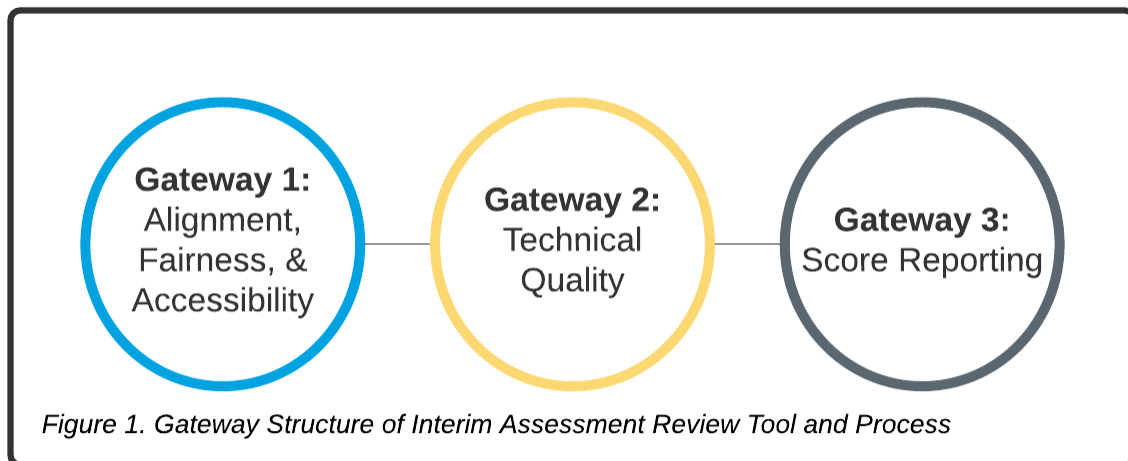 Gateway 1:
Alignment,
Fairness, &
Accessibility
Gateway 2:
Technical
Quality
Gateway 3:
Score Reporting
Figure 1. Gateway Structure of Interim Assessment Review Tool and Process